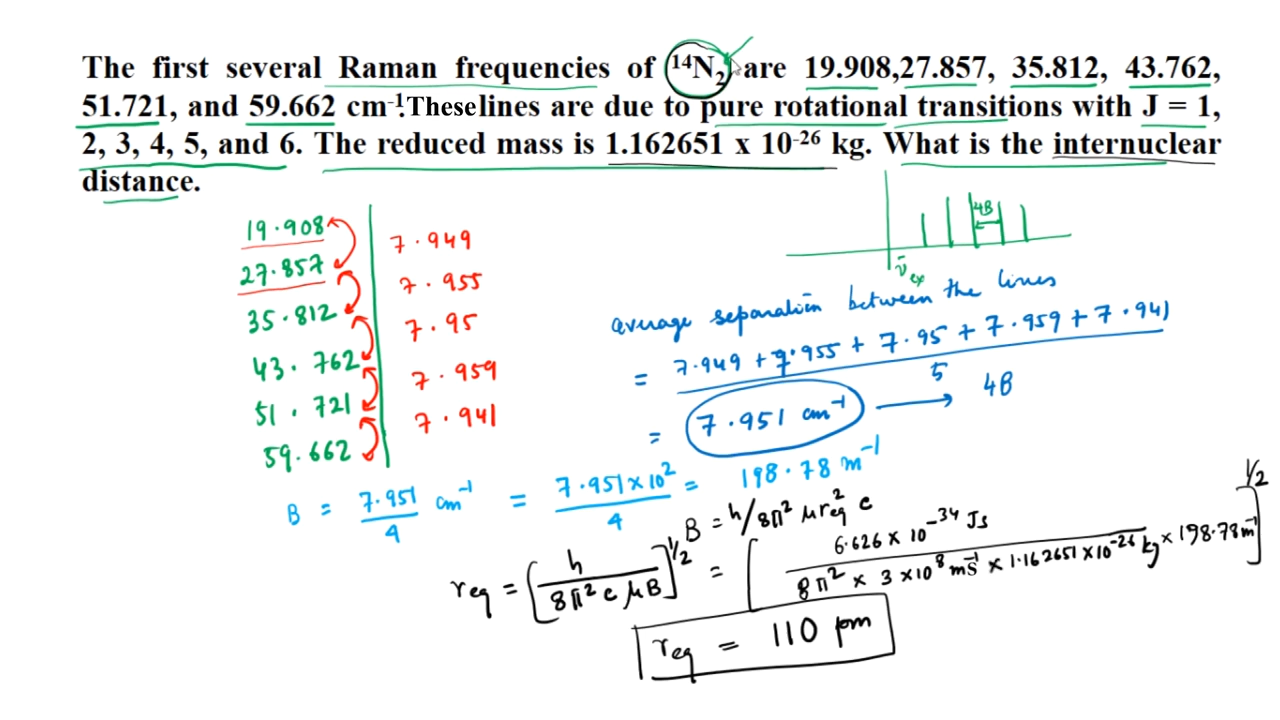 The first several Raman frequencies of ¹⁴N₂ are 19.908,27.857, 35.812, 43.762,
51.721, and 59.662 cm⁻¹.These lines are due to pure rotational transitions with J = 1,
2, 3, 4, 5, and 6. The reduced mass is 1.162651 x 10⁻²⁶ kg. What is the internuclear
distance.
19.908
27.857
35.812
43.762
51.721
59.662
7.949
7.955
7.95
7.959
7.941
4B
ν̄ex
average separation between the lines
= (7.949 + 7.955 + 7.95 + 7.959 + 7.941) / 5
= 7.951 cm⁻¹ → 4B
B = 7.951/4 cm⁻¹ = 7.951 × 10²/4 = 198.78 m⁻¹
B = h/8π² μr²eq c
req = [h / 8π²cμB]^1/2 = [6.626 × 10⁻³⁴ Js / 8π² × 3 × 10⁸ ms⁻¹ × 1.162651 × 10⁻²⁶ kg × 198.78 m⁻¹]^1/2
req = 110 pm